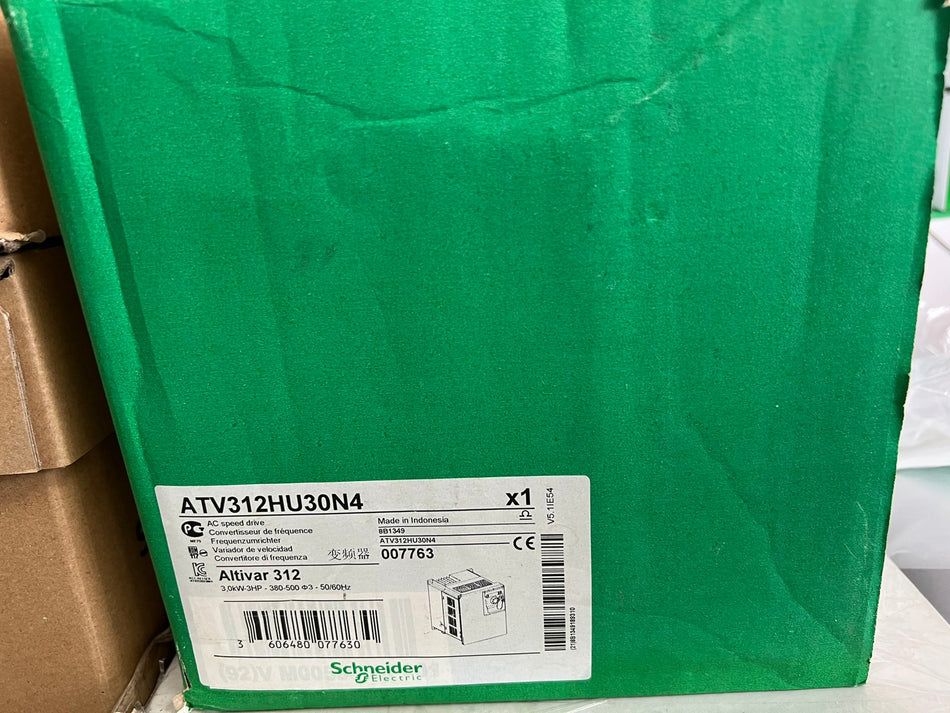 ATV312HU30N4
x1
AC speed drive
Convertisseur de fréquence
Frequenzumrichter
Variador de velocidad
Convertitore di frequenza
变频器
Made in Indonesia
8B1349
ATV312HU30N4
007763
CE
V5.1IE54
Altivar 312
3,0kW-3HP - 380-500 Φ3 - 50/60Hz
3 606480 077630
Schneider
Electric